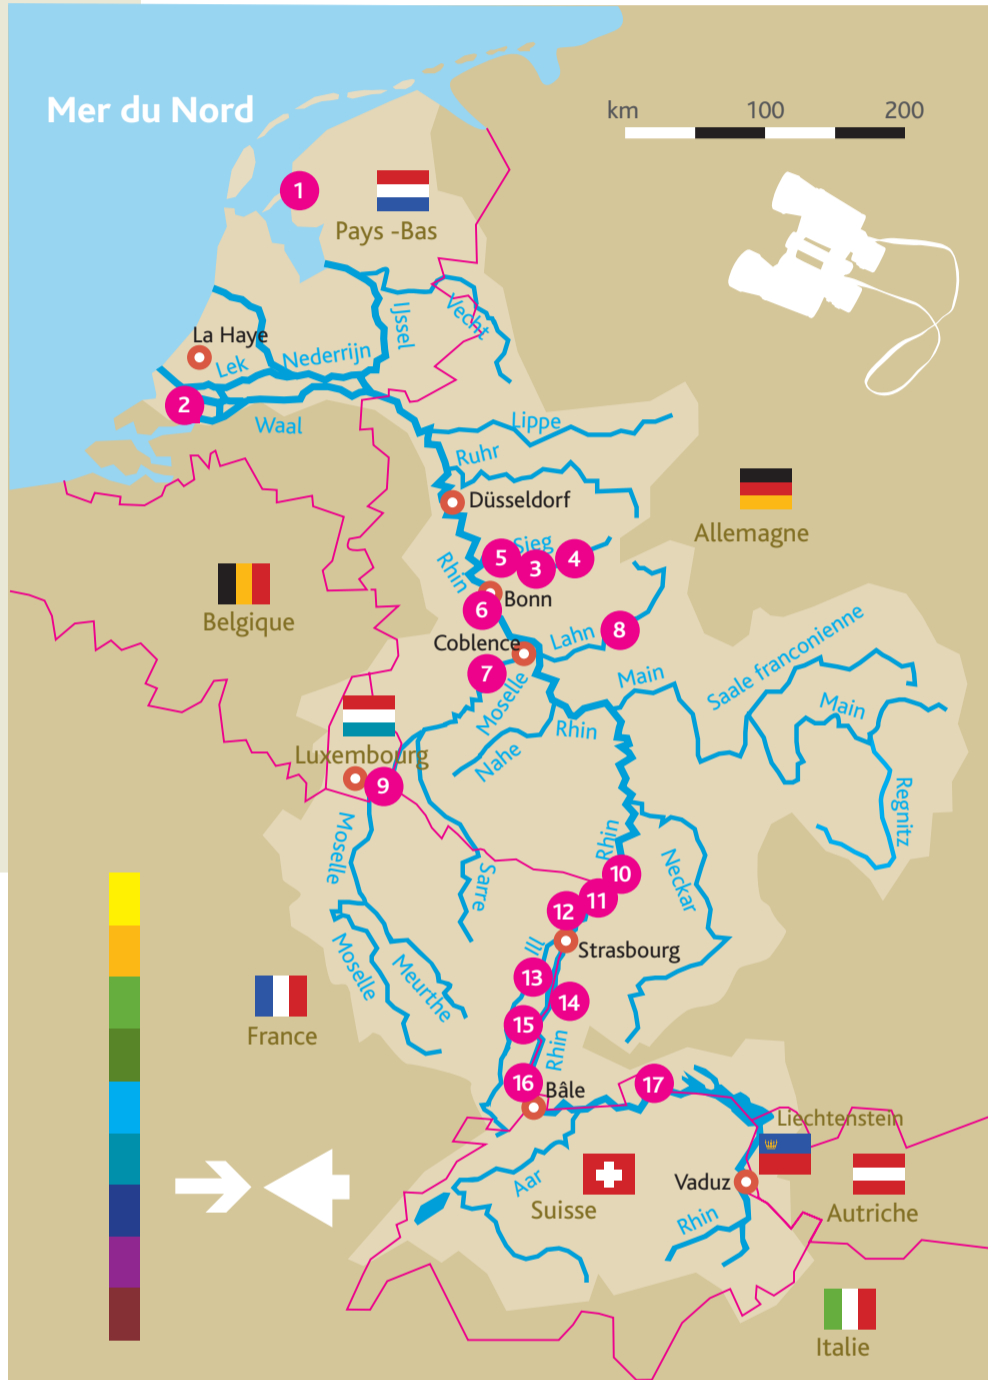 Mer du Nord
km 100 200
1
Pays -Bas
IJssel
Vecht
La Haye
Lek
Nederrijn
2
Waal
Lippe
Ruhr
Düsseldorf
Allemagne
Sieg
5
3
4
Rhin
Bonn
6
Belgique
Coblence
Lahn
8
7
Moselle
Main
Saale franconienne
Main
Rhin
Nahe
Luxembourg
9
Regnitz
Moselle
Sarre
Rhin
Neckar
10
11
12
Strasbourg
Ill
Moselle
Meurthe
13
14
France
15
Rhin
16
Bâle
17
Liechtenstein
Aar
Suisse
Vaduz
Rhin
Autriche
Italie